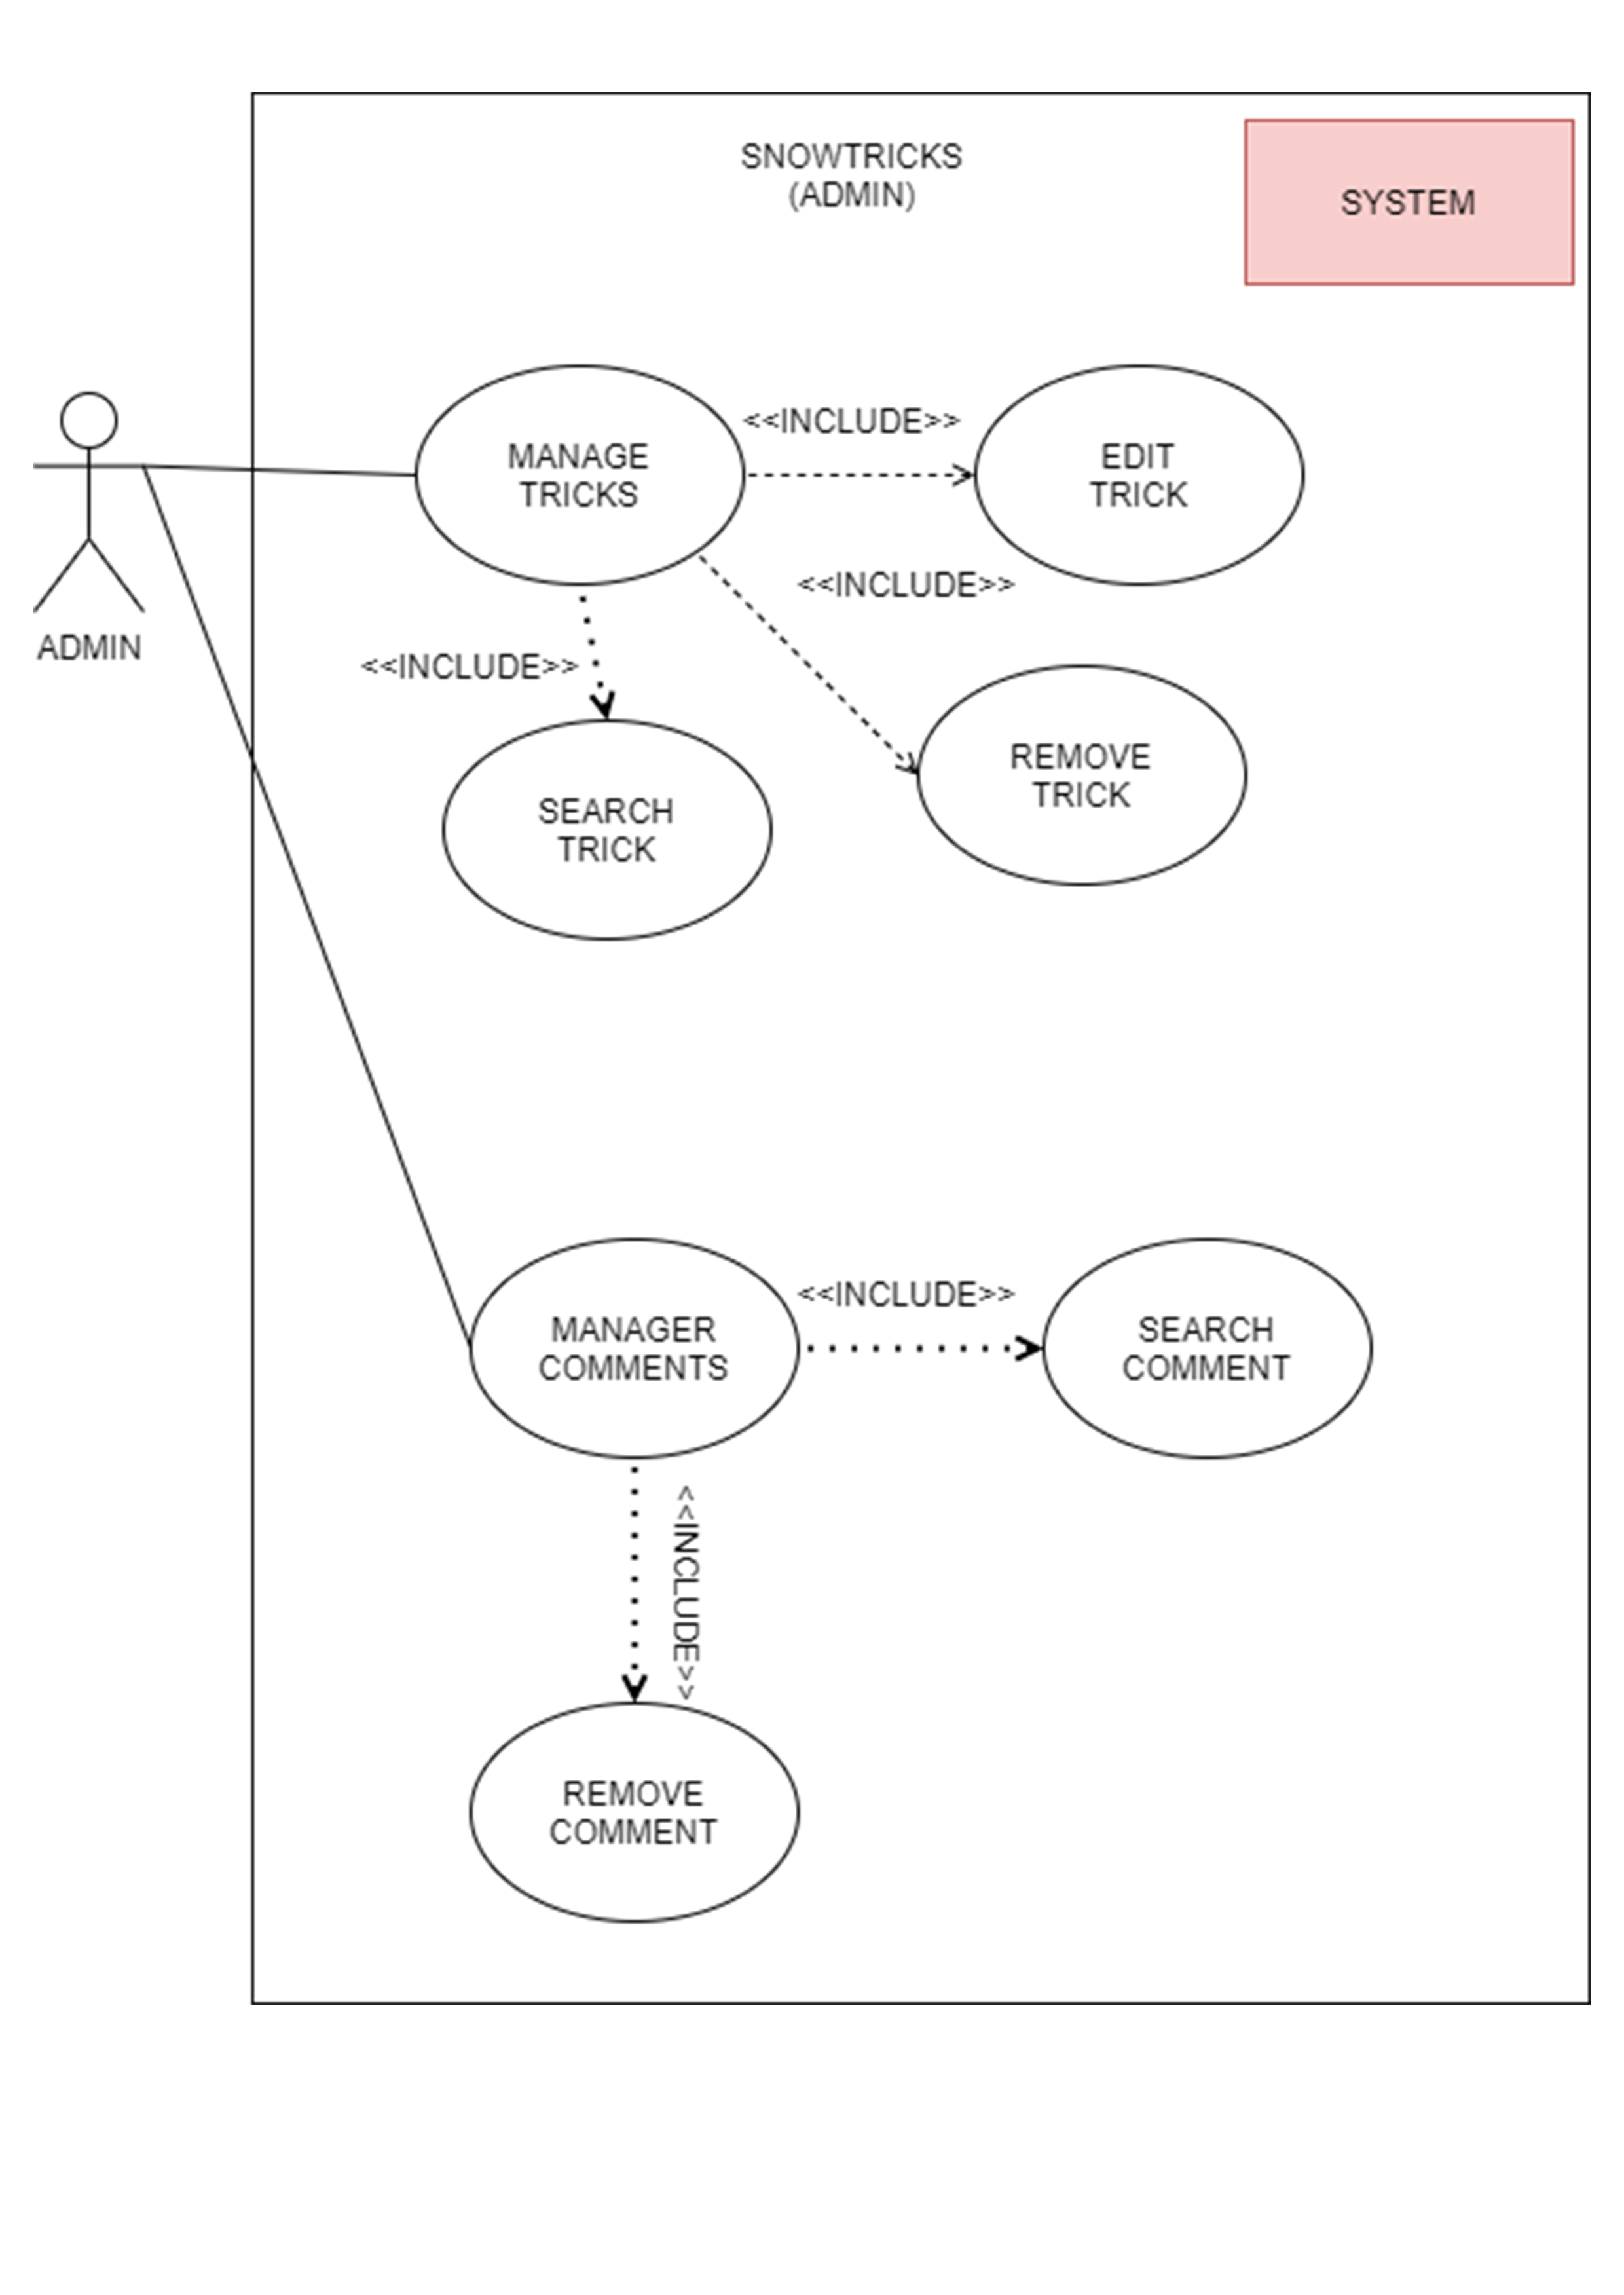 SNOWTRICKS
(ADMIN)
SYSTEM
<<INCLUDE>>
MANAGE
TRICKS
EDIT
TRICK
<<INCLUDE>>
ADMIN
<<INCLUDE>>
REMOVE
TRICK
SEARCH
TRICK
<<INCLUDE>>
MANAGER
COMMENTS
SEARCH
COMMENT
<<INCLUDE>>
REMOVE
COMMENT